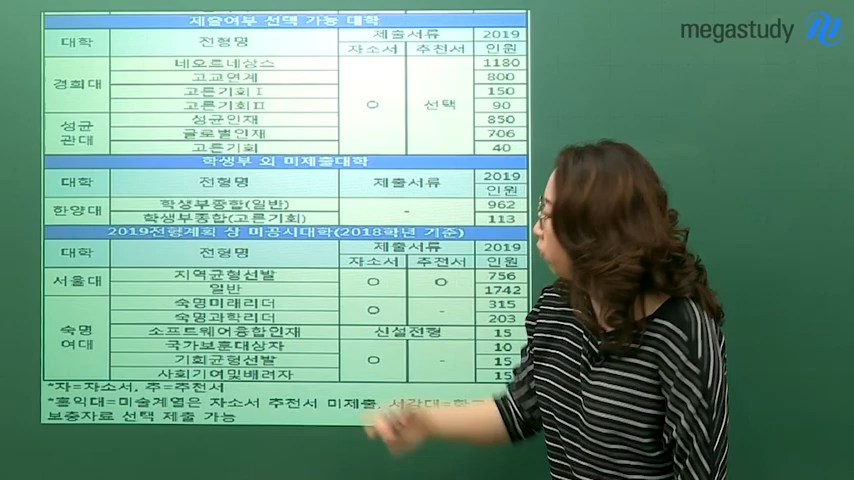 megastudy
제출여부 선택 가능 대학
대학 전형명 제출서류 2019
자소서 추천서 인원
경희대 네오르네상스 ○ 선택 1180
고교연계 800
고른기회Ⅰ 150
고른기회Ⅱ 90
성균관대 성균인재 850
글로벌인재 706
고른기회 40
학생부 외 미제출대학
대학 전형명 제출서류 2019
인원
한양대 학생부종합(일반) - 962
학생부종합(고른기회) 113
2019전형계획 상 미공시대학(2018학년 기준)
대학 전형명 제출서류 2019
자소서 추천서 인원
서울대 지역균형선발 ○ ○ 756
일반 1742
숙명여대 숙명미래리더 ○ - 315
숙명과학리더 203
소프트웨어융합인재 신설전형 15
국가보훈대상자 ○ - 10
기회균형선발 15
사회기여및배려자 15
*자=자소서, 추=추천서
*홍익대=미술계열은 자소서 추천서 미제출, 서강대=학
보충자료 선택 제출 가능